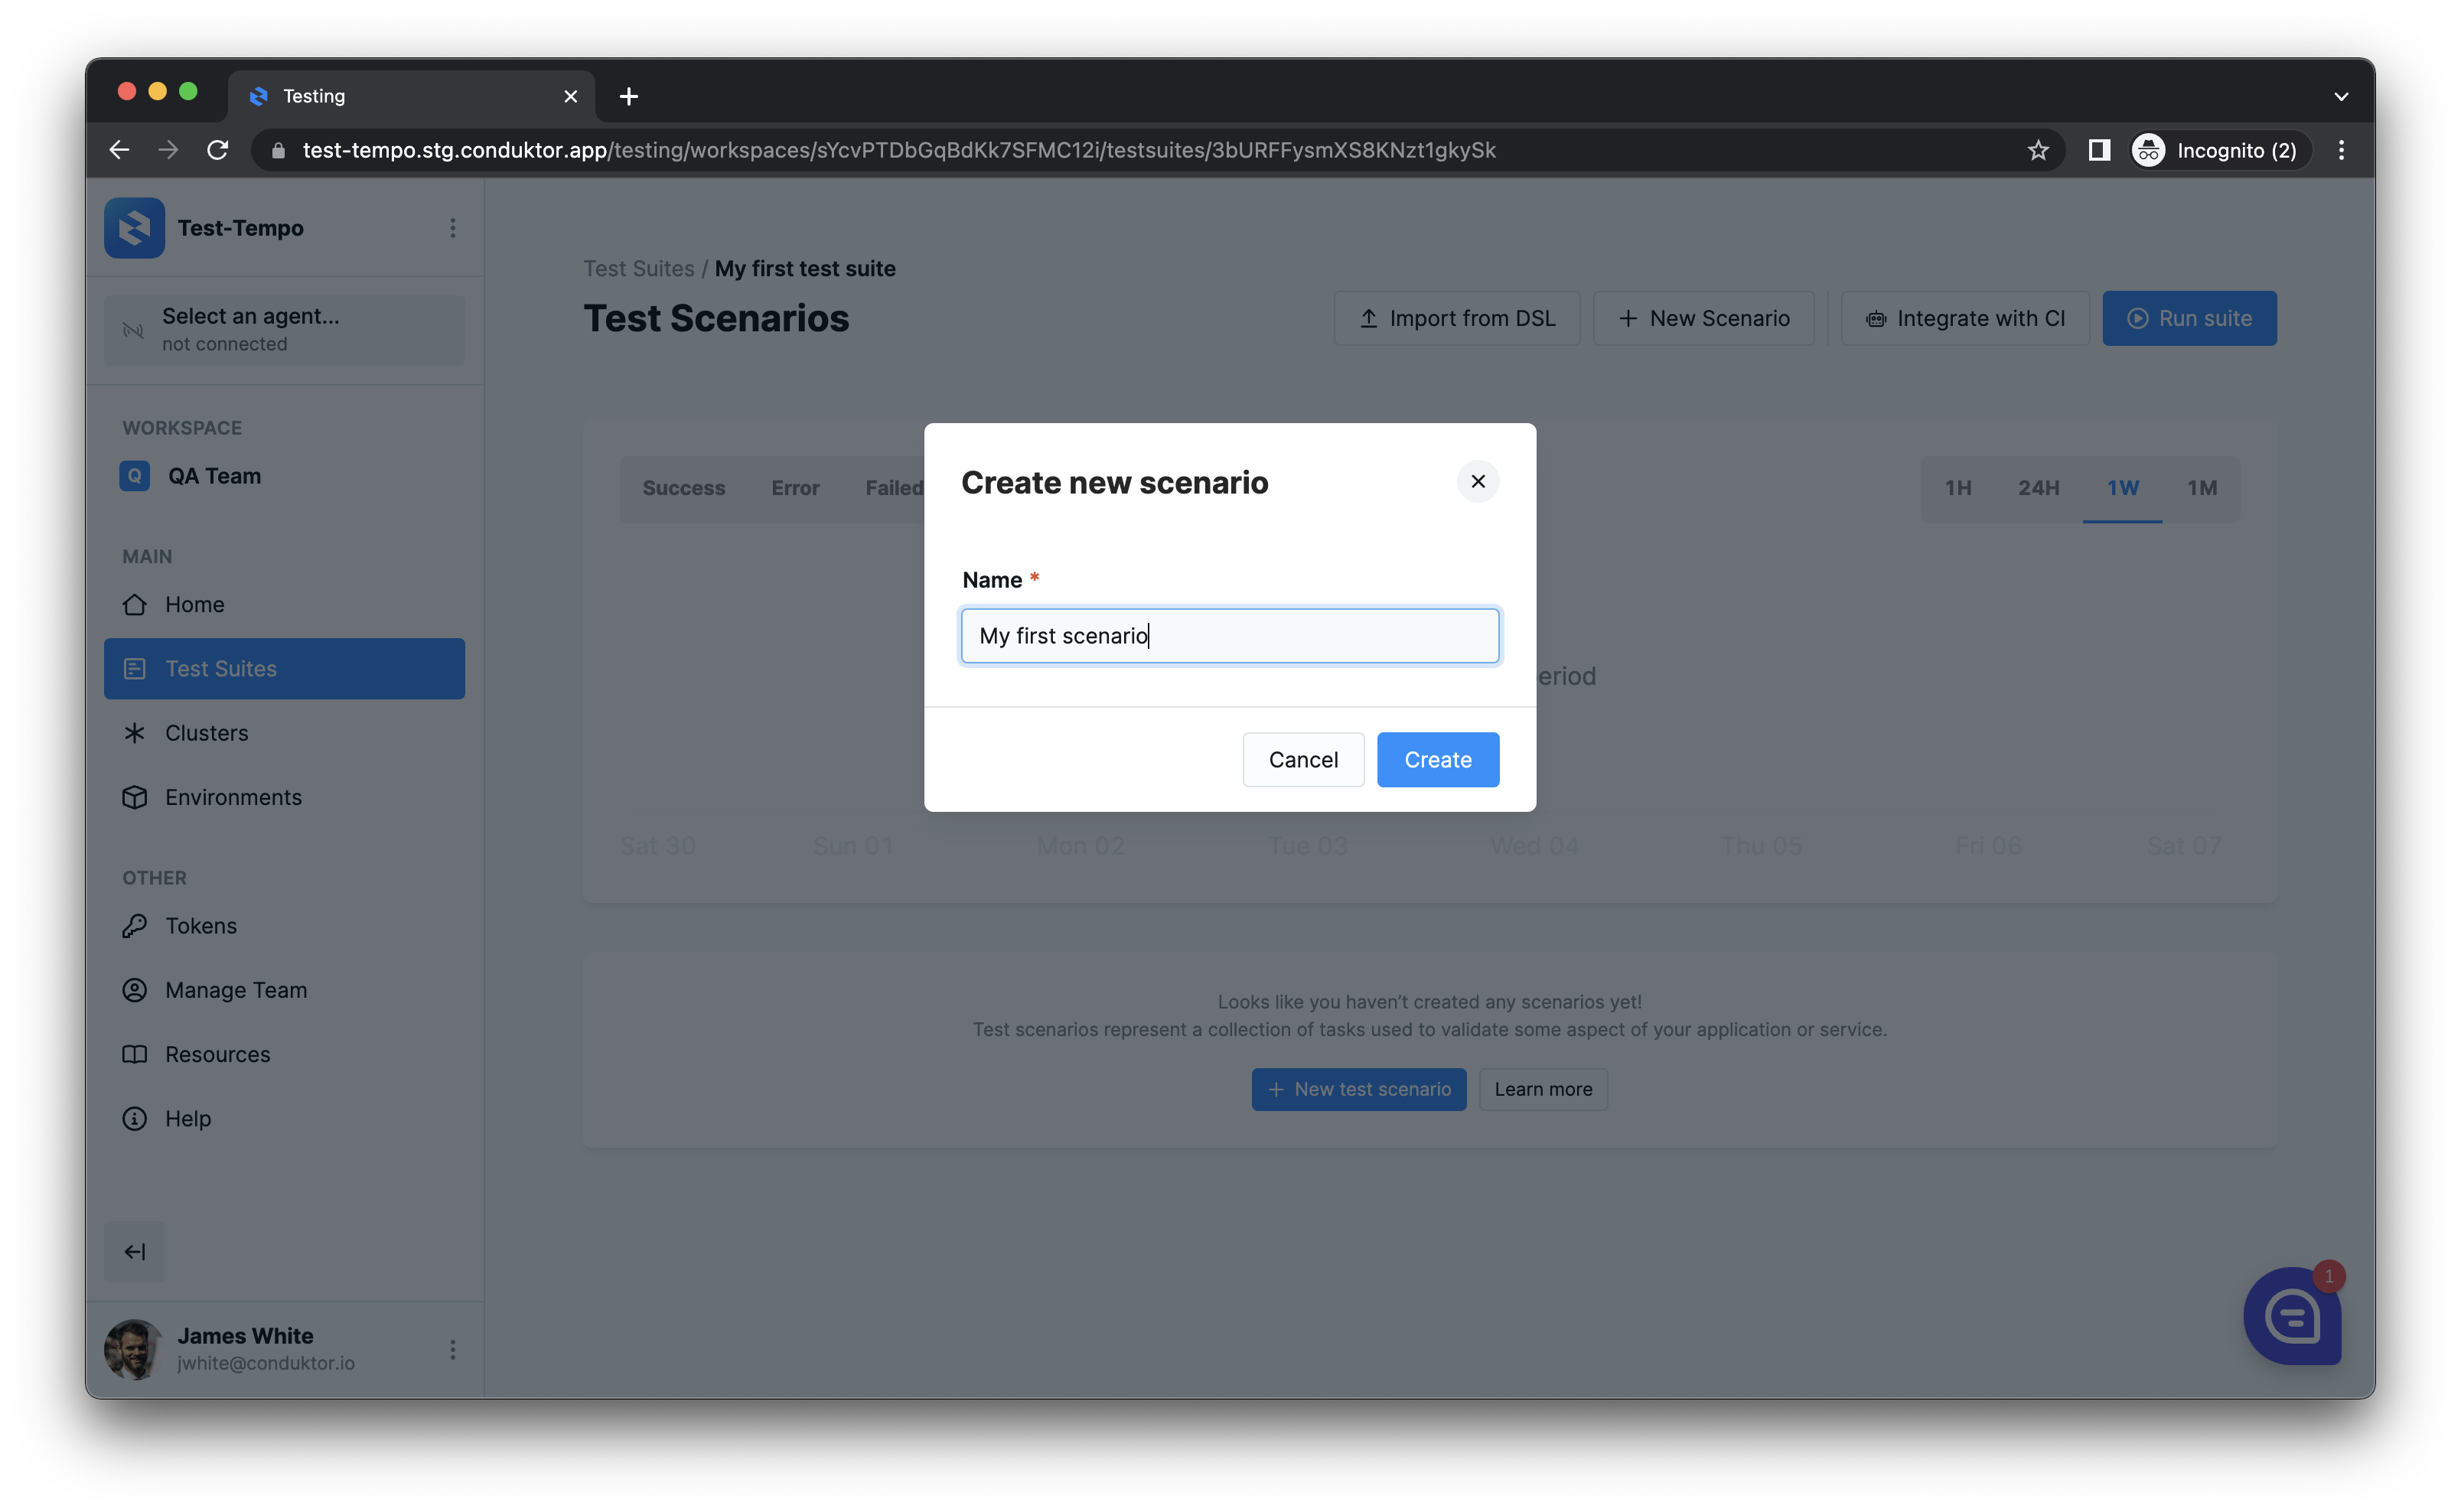 Testing
test-tempo.stg.conduktor.app/testing/workspaces/sYcvPTDbGqBdKk7SFMC12i/testsuites/3bURFFysmXS8KNzt1gkySk
Incognito (2)
Test-Tempo
Select an agent...
not connected
WORKSPACE
Q QA Team
MAIN
Home
Test Suites
Clusters
Environments
OTHER
Tokens
Manage Team
Resources
Help
James White
jwhite@conduktor.io
Test Suites / My first test suite
Test Scenarios
Import from DSL
New Scenario
Integrate with CI
Run suite
Success Error Failed
1H 24H 1W 1M
Create new scenario
Name *
My first scenario
Cancel
Create
eriod
Sat 30 Sun 01 Mon 02 Tue 03 Wed 04 Thu 05 Fri 06 Sat 07
Looks like you haven’t created any scenarios yet!
Test scenarios represent a collection of tasks used to validate some aspect of your application or service.
New test scenario
Learn more
1